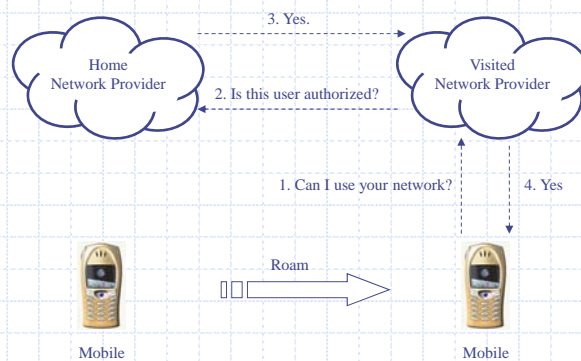 3. Yes.
Home
Network Provider
Visited
Network Provider
2. Is this user authorized?
1. Can I use your network?
4. Yes
Roam
Mobile
Mobile